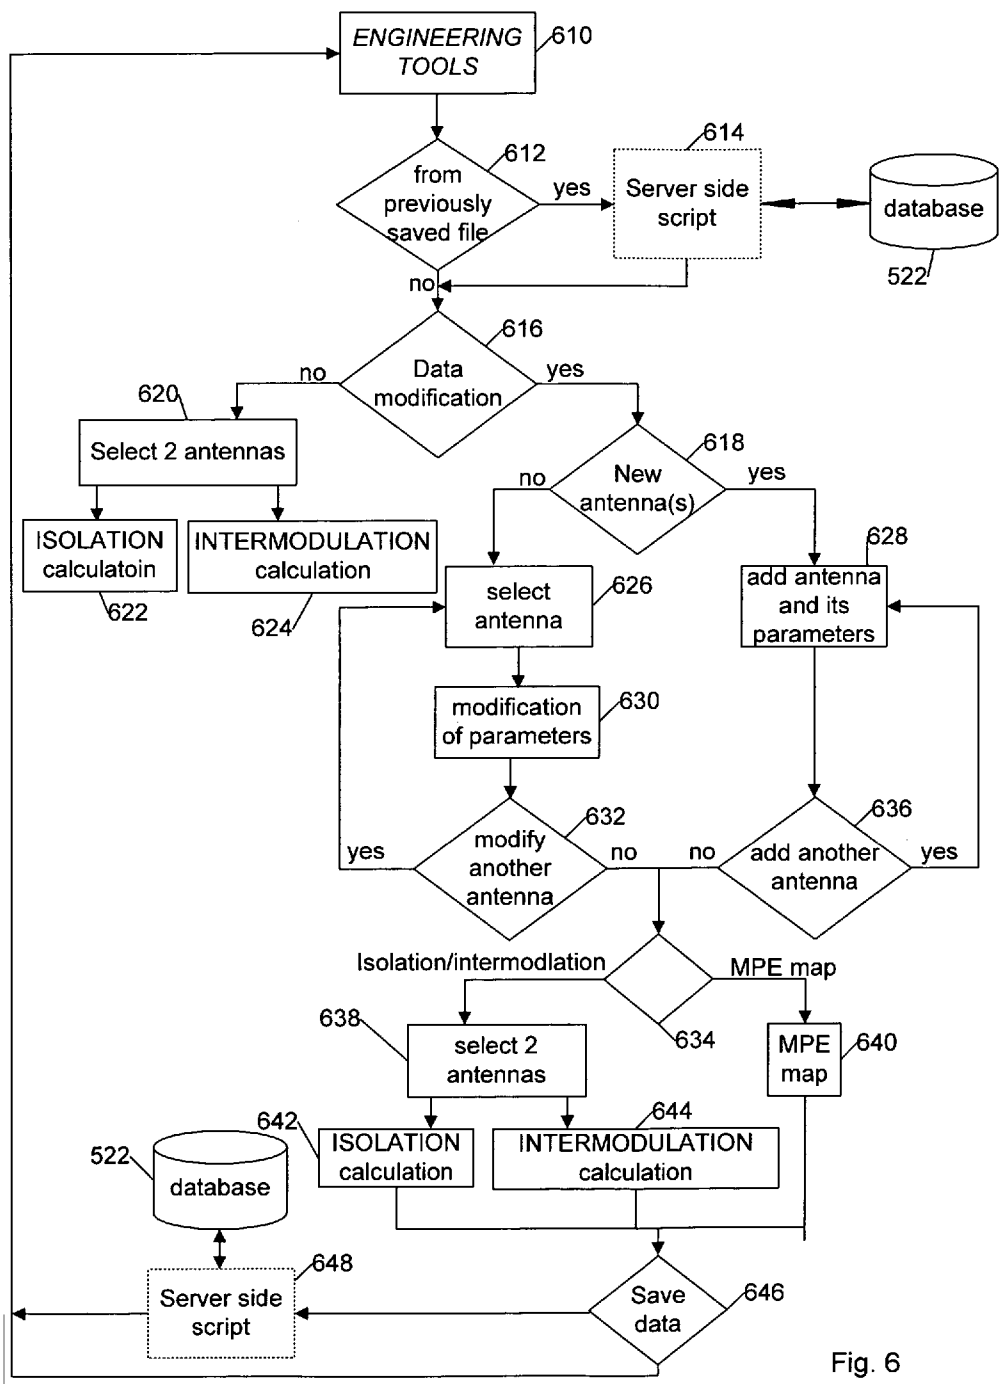 ENGINEERING
TOOLS
610
612
from
previously
saved file
yes
614
Server side
script
database
522
no
616
Data
modification
no
yes
620
Select 2 antennas
618
New
antenna(s)
no
yes
ISOLATION
calculatoin
622
INTERMODULATION
calculation
624
select
antenna
626
628
add antenna
and its
parameters
modification
of parameters
630
632
modify
another
antenna
yes
no
636
add another
antenna
no
yes
Isolation/intermodlation
MPE map
634
638
select 2
antennas
MPE
map
640
642
ISOLATION
calculation
644
INTERMODULATION
calculation
522
database
648
Server side
script
Save
data
646
Fig. 6